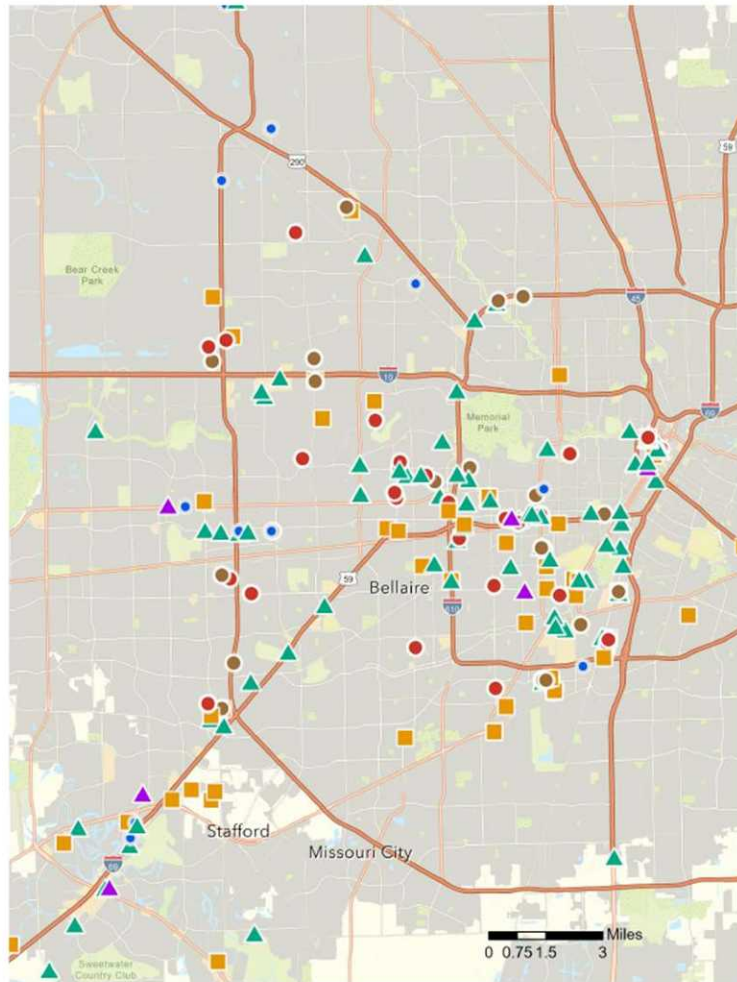 59
290
Bear Creek
Park
45
10
Memorial
Park
69
59
Bellaire
610
Stafford
Missouri City
69
Miles
0 0.75 1.5 3
Sweetwater
Country Club